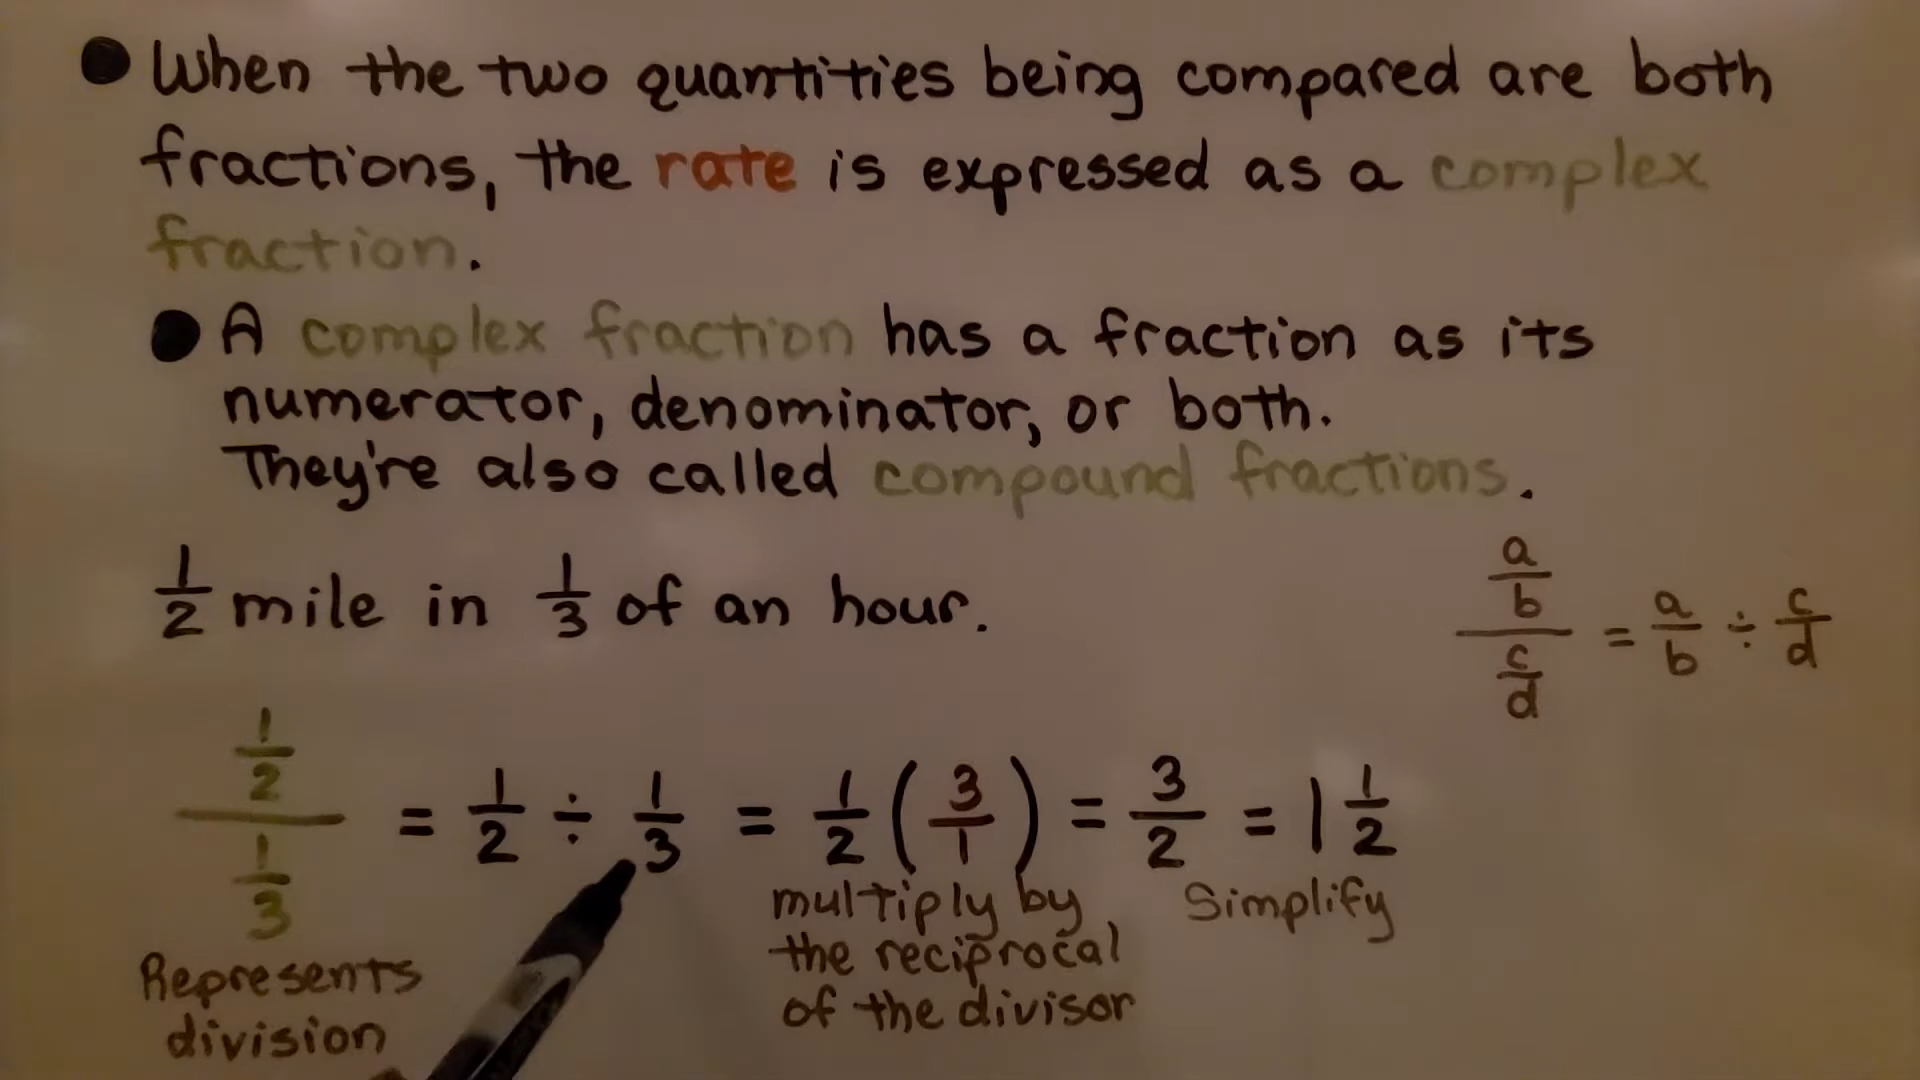 ● When the two quantities being compared are both
fractions, the rate is expressed as a complex
fraction.
● A complex fraction has a fraction as its
numerator, denominator, or both.
They're also called compound fractions.
1/2 mile in 1/3 of an hour.
(a/b)/(c/d) = a/b ÷ c/d
(1/2)/(1/3) = 1/2 ÷ 1/3 = 1/2 (3/1) = 3/2 = 1 1/2
Represents
division
multiply by
the reciprocal
of the divisor
Simplify